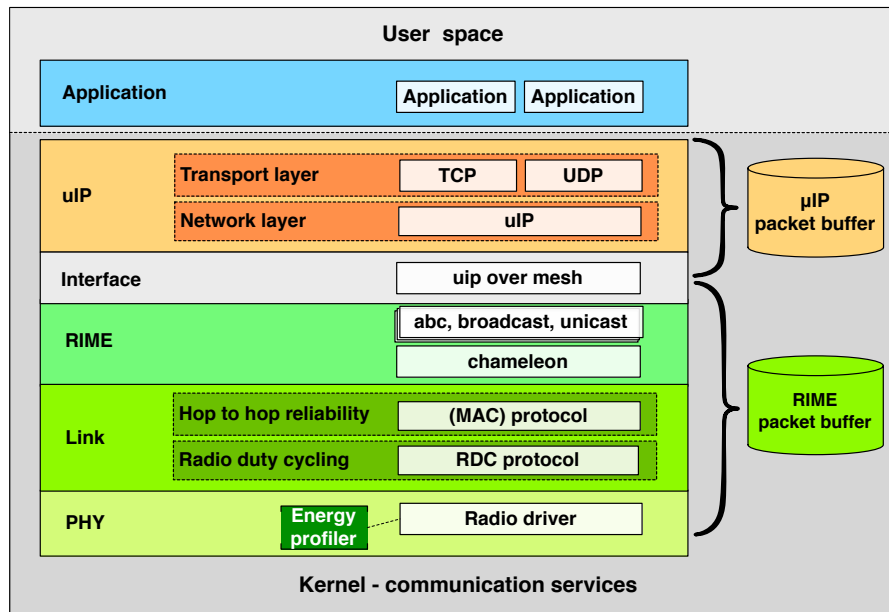 User space
Application
Application Application
uIP
Transport layer
TCP UDP
Network layer
uIP
µIP
packet buffer
Interface
uip over mesh
RIME
abc, broadcast, unicast
chameleon
RIME
packet buffer
Link
Hop to hop reliability
(MAC) protocol
Radio duty cycling
RDC protocol
PHY
Energy
profiler
Radio driver
Kernel - communication services